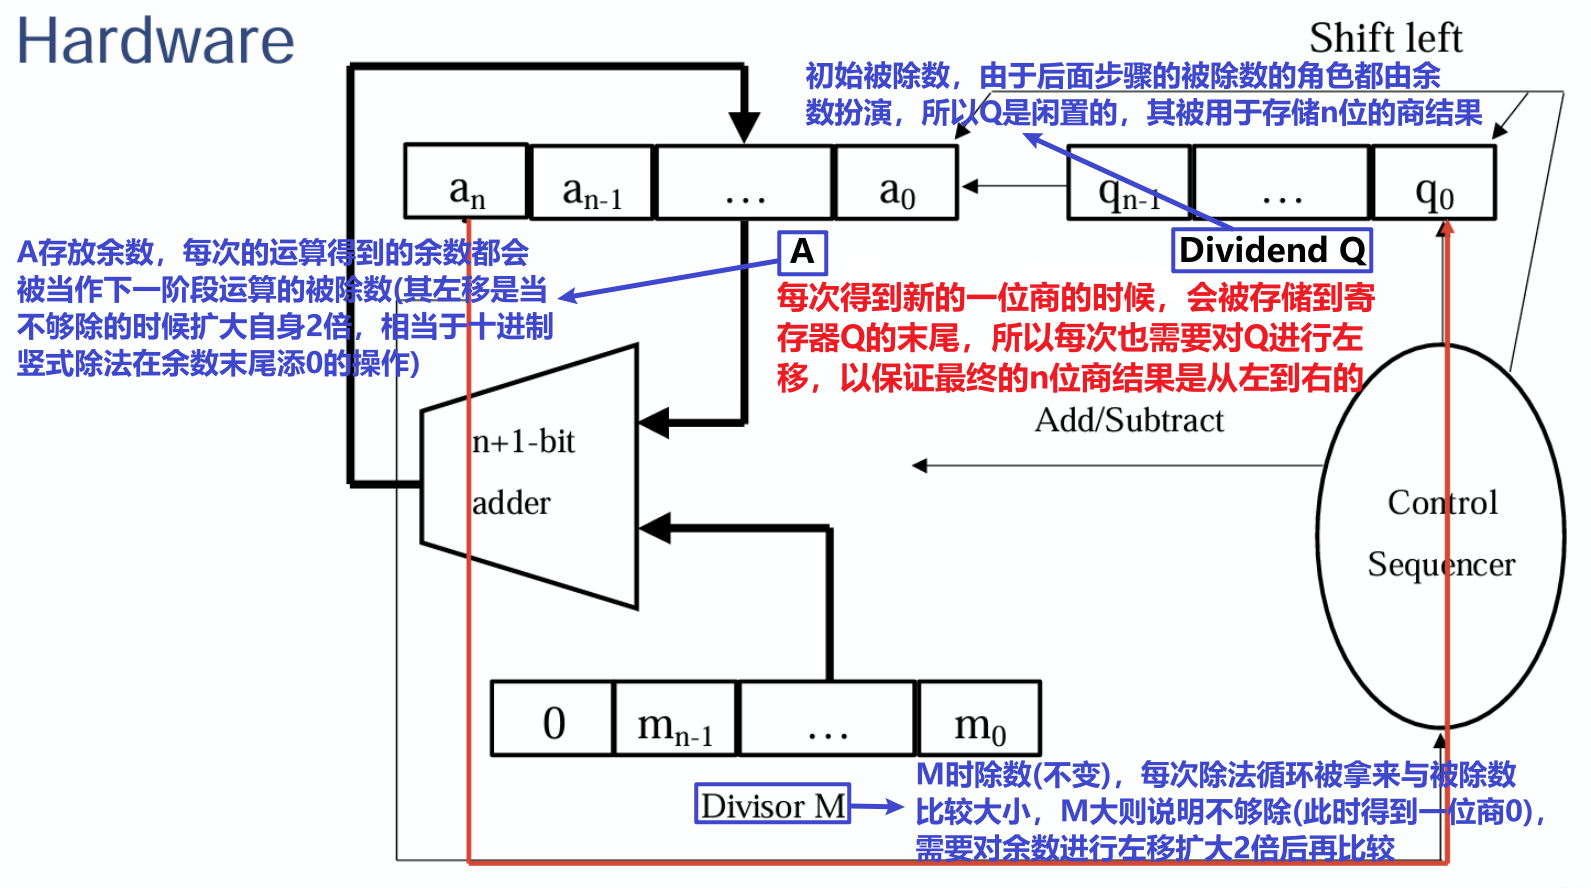 Hardware
Shift left
初始被除数，由于后面步骤的被除数的角色都由余
数扮演，所以Q是闲置的，其被用于存储n位的商结果
an
an-1
…
a0
qn-1
…
q0
A存放余数，每次的运算得到的余数都会
被当作下一阶段运算的被除数(其左移是当
不够除的时候扩大自身2倍，相当于十进制
竖式除法在余数末尾添0的操作)
A
Dividend Q
每次得到新的一位商的时候，会被存储到寄
存器Q的末尾，所以每次也需要对Q进行左
移，以保证最终的n位商结果是从左到右的
Add/Subtract
n+1-bit
adder
Control
Sequencer
0
mn-1
…
m0
Divisor M
M时除数(不变)，每次除法循环被拿来与被除数
比较大小，M大则说明不够除(此时得到一位商0)，
需要对余数进行左移扩大2倍后再比较